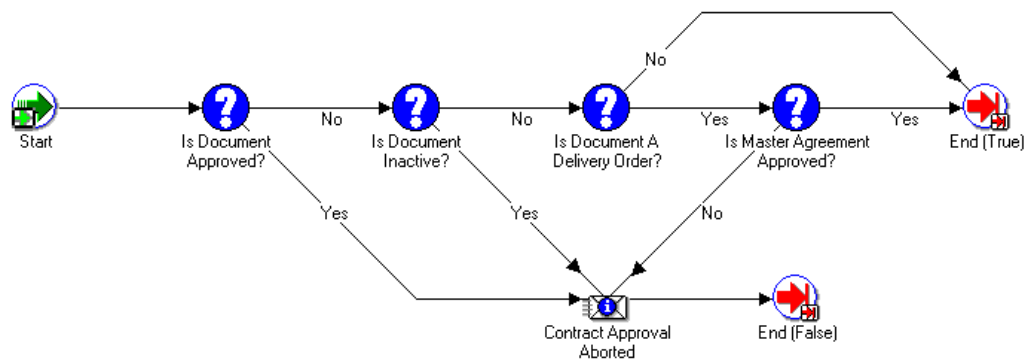 No
Start
Is Document
Approved?
No
Is Document
Inactive?
No
Is Document A
Delivery Order?
Yes
Is Master Agreement
Approved?
Yes
End (True)
Yes
Yes
No
Contract Approval
Aborted
End (False)